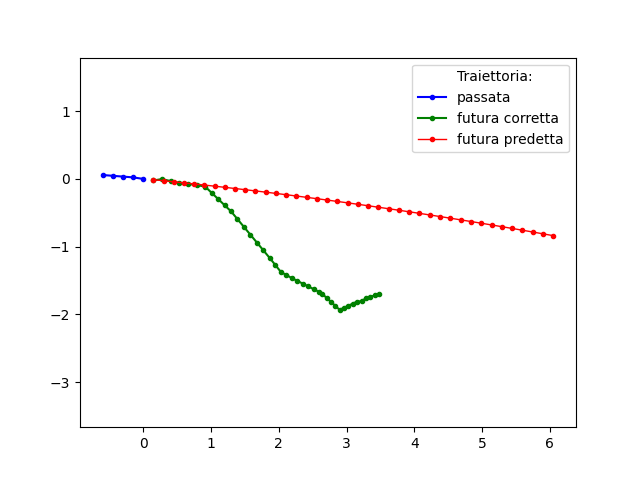 Traiettoria:
passata
futura corretta
futura predetta
1
0
−1
−2
−3
0 1 2 3 4 5 6